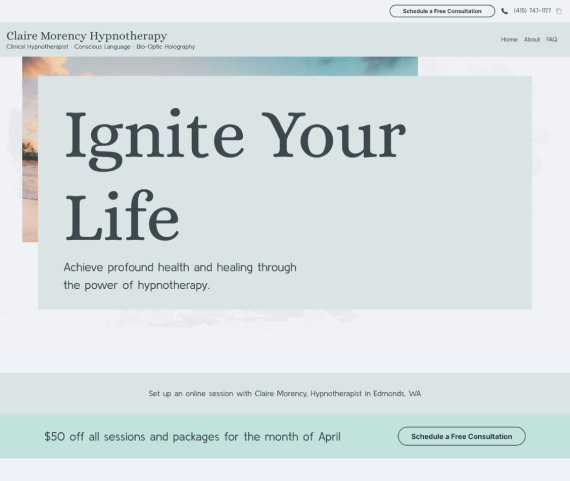 Schedule a Free Consultation
(415) 747-1177
Claire Morency Hypnotherapy
Clinical Hypnotherapist · Conscious Language · Bio-Optic Holography
Home About FAQ
Ignite Your
Life
Achieve profound health and healing through
the power of hypnotherapy.
Set up an online session with Claire Morency, Hypnotherapist in Edmonds, WA
$50 off all sessions and packages for the month of April
Schedule a Free Consultation